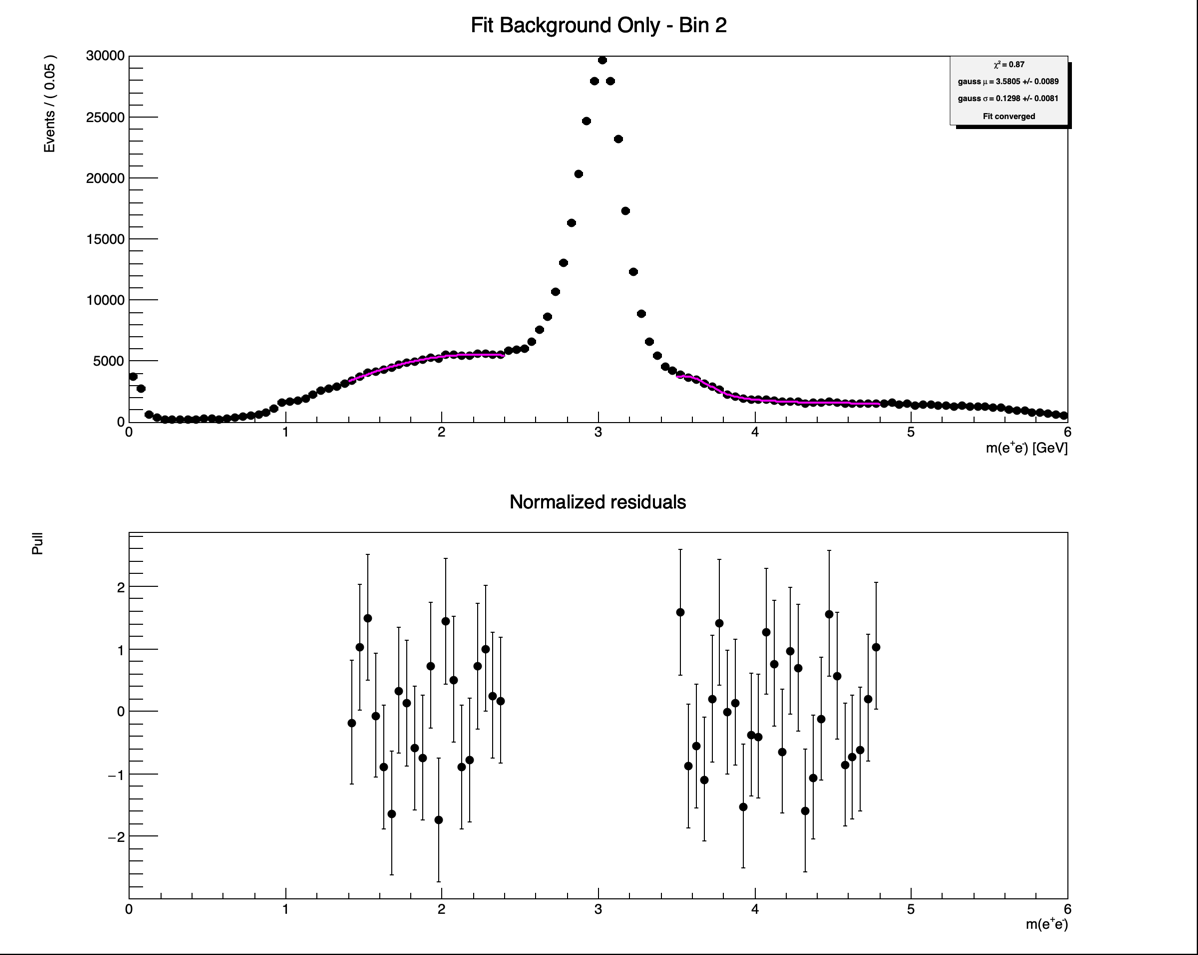 Fit Background Only - Bin 2
Events / ( 0.05 )
30000
25000
20000
15000
10000
5000
0
χ² = 0.87
gauss μ = 3.5805 +/- 0.0089
gauss σ = 0.1298 +/- 0.0081
Fit converged
0 1 2 3 4 5 6
m(e⁺e⁻) [GeV]
Normalized residuals
Pull
2
1
0
−1
−2
0 1 2 3 4 5 6
m(e⁺e⁻)